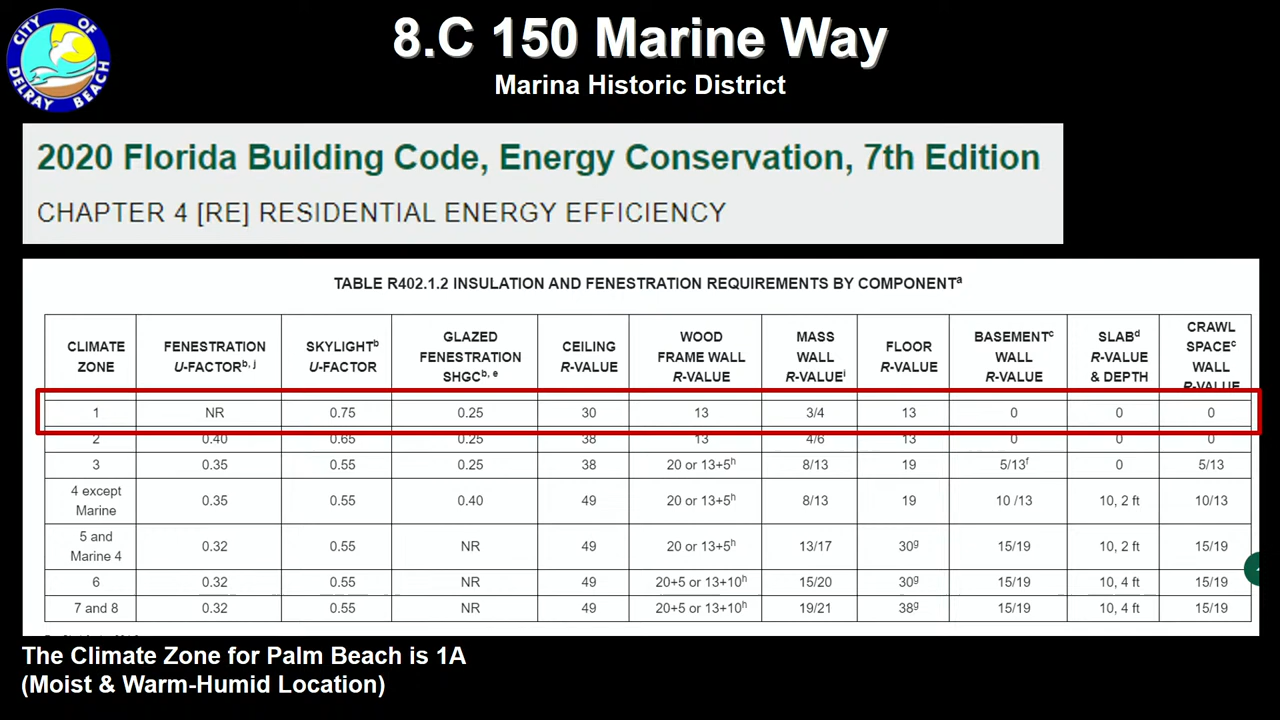 CITY OF
DELRAY BEACH
8.C 150 Marine Way
Marina Historic District
2020 Florida Building Code, Energy Conservation, 7th Edition
CHAPTER 4 [RE] RESIDENTIAL ENERGY EFFICIENCY
TABLE R402.1.2 INSULATION AND FENESTRATION REQUIREMENTS BY COMPONENTᵃ
CLIMATE ZONE FENESTRATION U-FACTORᵇ, ʲ SKYLIGHTᵇ U-FACTOR GLAZED FENESTRATION SHGCᵇ, ᵉ CEILING R-VALUE WOOD FRAME WALL R-VALUE MASS WALL R-VALUEⁱ FLOOR R-VALUE BASEMENTᶜ WALL R-VALUE SLABᵈ R-VALUE & DEPTH CRAWL SPACEᶜ WALL R-VALUE
1 NR 0.75 0.25 30 13 3/4 13 0 0 0
2 0.40 0.65 0.25 38 13 4/6 13 0 0 0
3 0.35 0.55 0.25 38 20 or 13+5ʰ 8/13 19 5/13ᶠ 0 5/13
4 except Marine 0.35 0.55 0.40 49 20 or 13+5ʰ 8/13 19 10 /13 10, 2 ft 10/13
5 and Marine 4 0.32 0.55 NR 49 20 or 13+5ʰ 13/17 30ᵍ 15/19 10, 2 ft 15/19
6 0.32 0.55 NR 49 20+5 or 13+10ʰ 15/20 30ᵍ 15/19 10, 4 ft 15/19
7 and 8 0.32 0.55 NR 49 20+5 or 13+10ʰ 19/21 38ᵍ 15/19 10, 4 ft 15/19
The Climate Zone for Palm Beach is 1A
(Moist & Warm-Humid Location)